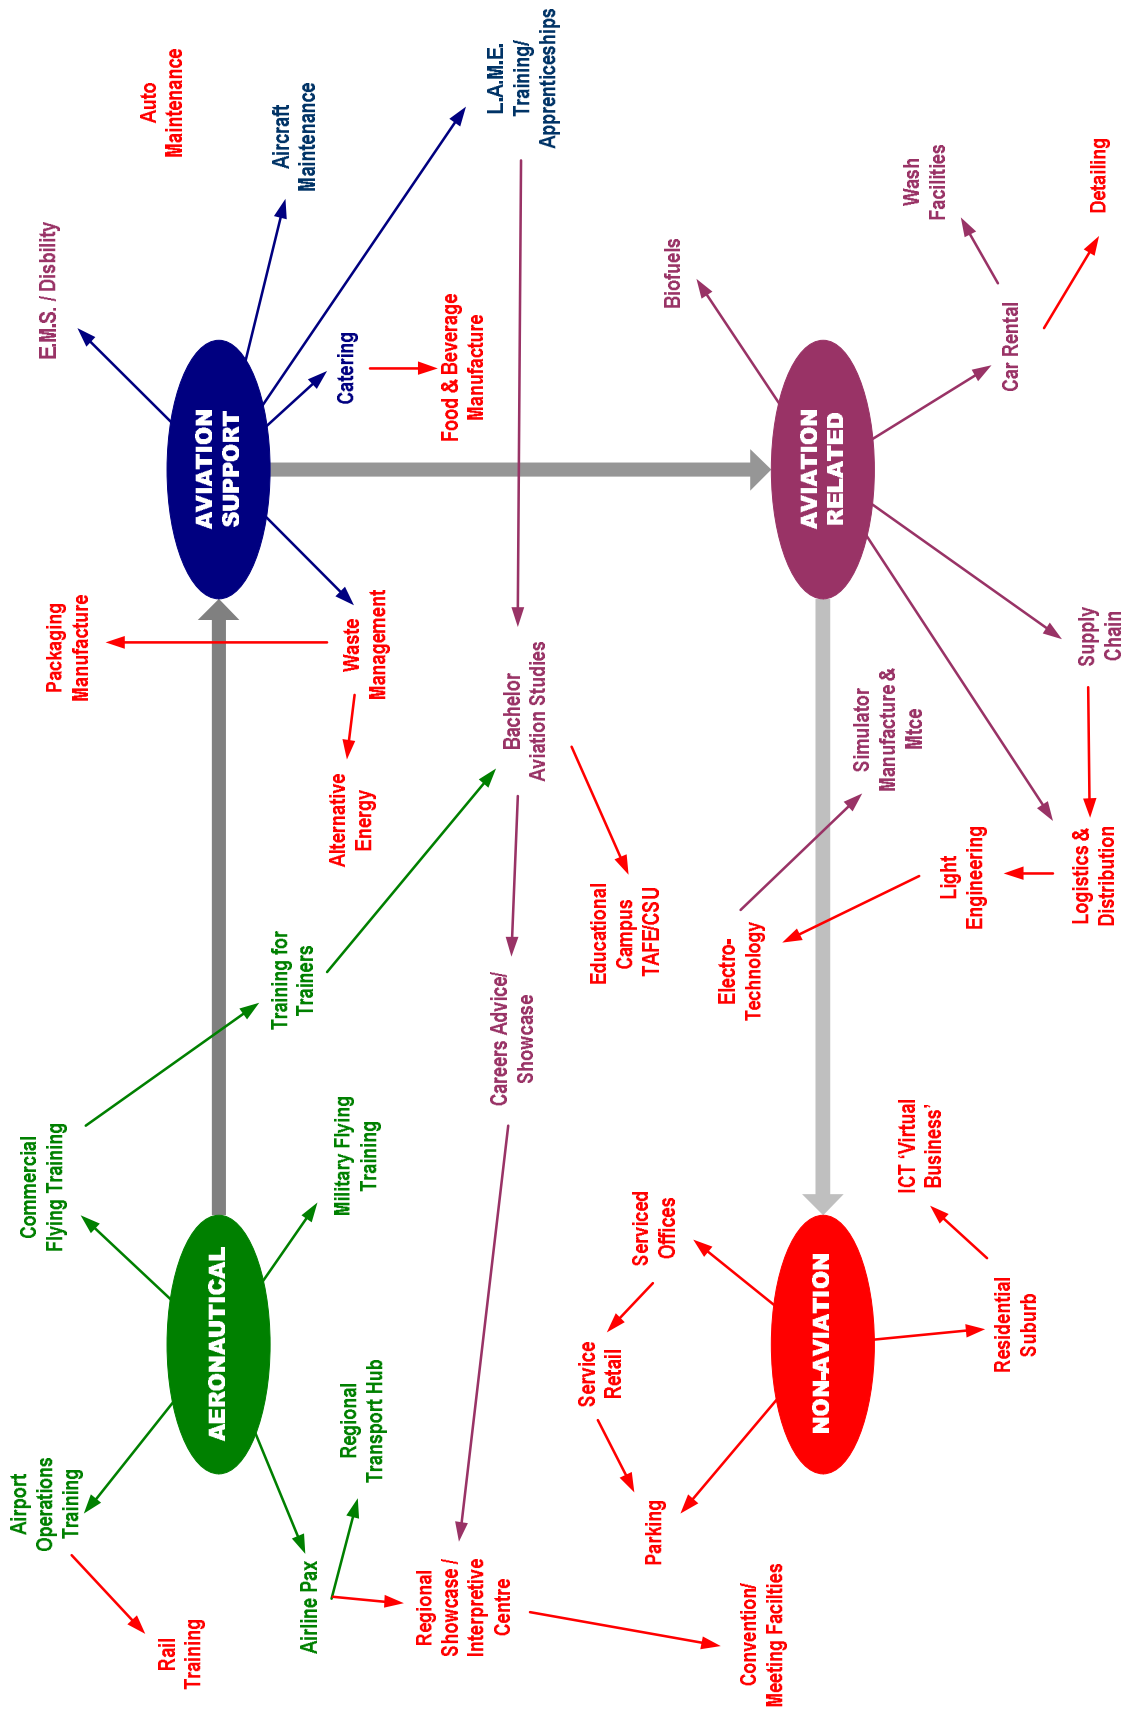 Airport
Operations
Training
Commercial
Flying Training
Packaging
Manufacture
E.M.S. / Disbility
Auto
Maintenance
Rail
Training
AERONAUTICAL
AVIATION
SUPPORT
Aircraft
Maintenance
Training for
Trainers
Airline Pax
Regional
Transport Hub
Military Flying
Training
Alternative
Energy
Waste
Management
Catering
Food & Beverage
Manufacture
L.A.M.E.
Training/
Apprenticeships
Regional
Showcase /
Interpretive
Centre
Careers Advice/
Showcase
Bachelor
Aviation Studies
Educational
Campus
TAFE/CSU
Service
Retail
Serviced
Offices
Parking
Biofuels
Convention/
Meeting Facilties
Electro-
Technology
Simulator
Manufacture &
Mtce
NON-AVIATION
AVIATION
RELATED
ICT ‘Virtual
Business’
Light
Engineering
Wash
Facilities
Residential
Suburb
Car Rental
Logistics &
Distribution
Supply
Chain
Detailing